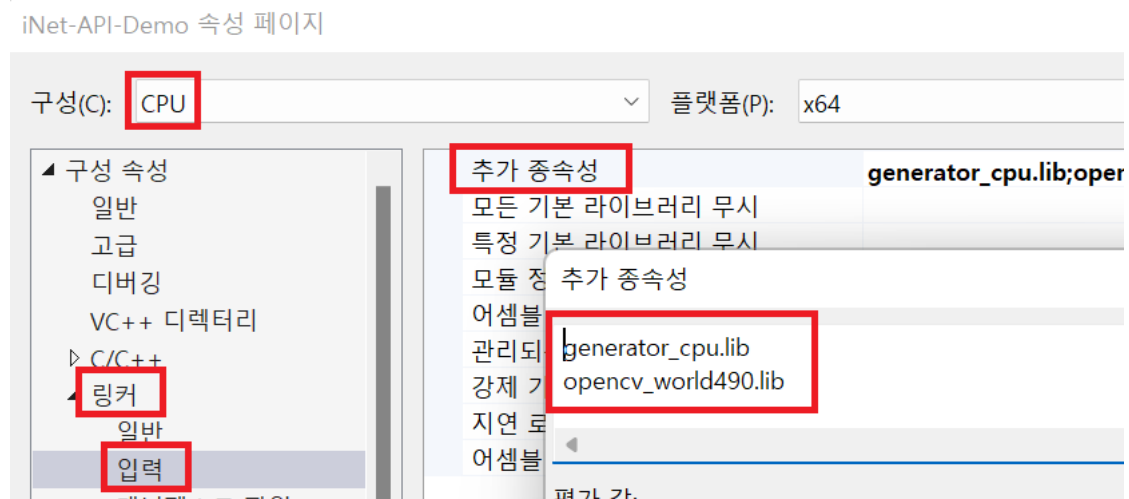 iNet-API-Demo 속성 페이지
구성(C): CPU 플랫폼(P): x64
구성 속성
일반
고급
디버깅
VC++ 디렉터리
C/C++
링커
일반
입력
추가 종속성 generator_cpu.lib;oper
모든 기본 라이브러리 무시
특정 기본 라이브러리 무시
모듈 정
어셈블
관리되
강제 기
지연 로
어셈블
추가 종속성
generator_cpu.lib
opencv_world490.lib
평가 값: